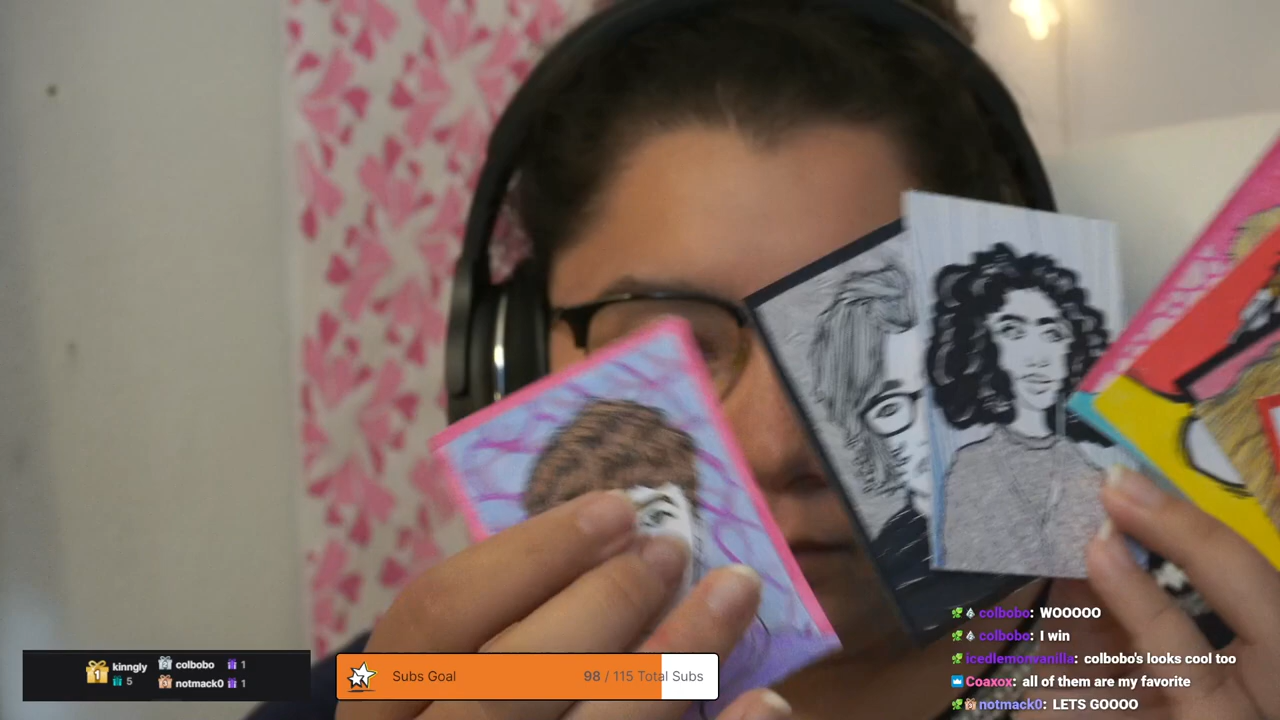 colbobo: WOOOOO
colbobo: I win
icedlemonvanilla: colbobo's looks cool too
Coaxox: all of them are my favorite
notmack0: LETS GOOOO
1 kinngly 5
colbobo 1
notmack0 1
Subs Goal 98 / 115 Total Subs